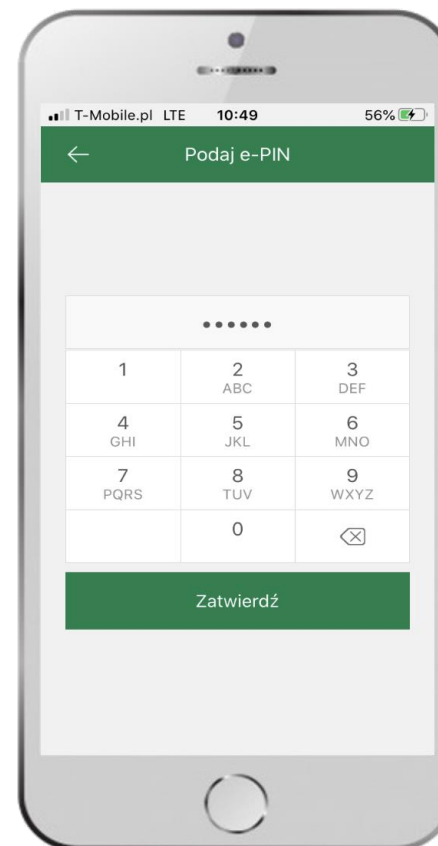 T-Mobile.pl LTE 10:49 56%
Podaj e-PIN
••••••
1 2 3
ABC DEF
4 5 6
GHI JKL MNO
7 8 9
PQRS TUV WXYZ
0
Zatwierdź